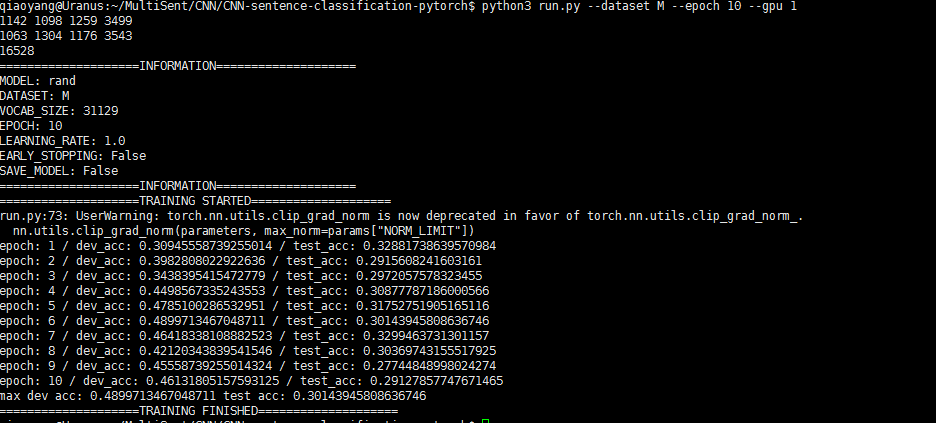 qiaoyang@Uranus:~/MultiSent/CNN/CNN-sentence-classification-pytorch$ python3 run.py --dataset M --epoch 10 --gpu 1
1142 1098 1259 3499
1063 1304 1176 3543
16528
====================INFORMATION====================
MODEL: rand
DATASET: M
VOCAB_SIZE: 31129
EPOCH: 10
LEARNING_RATE: 1.0
EARLY_STOPPING: False
SAVE_MODEL: False
====================INFORMATION====================
====================TRAINING STARTED====================
run.py:73: UserWarning: torch.nn.utils.clip_grad_norm is now deprecated in favor of torch.nn.utils.clip_grad_norm_.
  nn.utils.clip_grad_norm(parameters, max_norm=params["NORM_LIMIT"])
epoch: 1 / dev_acc: 0.30945558739255014 / test_acc: 0.32881738639570984
epoch: 2 / dev_acc: 0.3982808022922636 / test_acc: 0.2915608241603161
epoch: 3 / dev_acc: 0.3438395415472779 / test_acc: 0.2972057578323455
epoch: 4 / dev_acc: 0.4498567335243553 / test_acc: 0.30877787186000566
epoch: 5 / dev_acc: 0.4785100286532951 / test_acc: 0.31752751905165116
epoch: 6 / dev_acc: 0.4899713467048711 / test_acc: 0.30143945808636746
epoch: 7 / dev_acc: 0.46418338108882523 / test_acc: 0.3299463731301157
epoch: 8 / dev_acc: 0.42120343839541546 / test_acc: 0.30369743155517925
epoch: 9 / dev_acc: 0.45558739255014324 / test_acc: 0.27744848998024274
epoch: 10 / dev_acc: 0.46131805157593125 / test_acc: 0.29127857747671465
max dev acc: 0.4899713467048711 test acc: 0.30143945808636746
====================TRAINING FINISHED====================